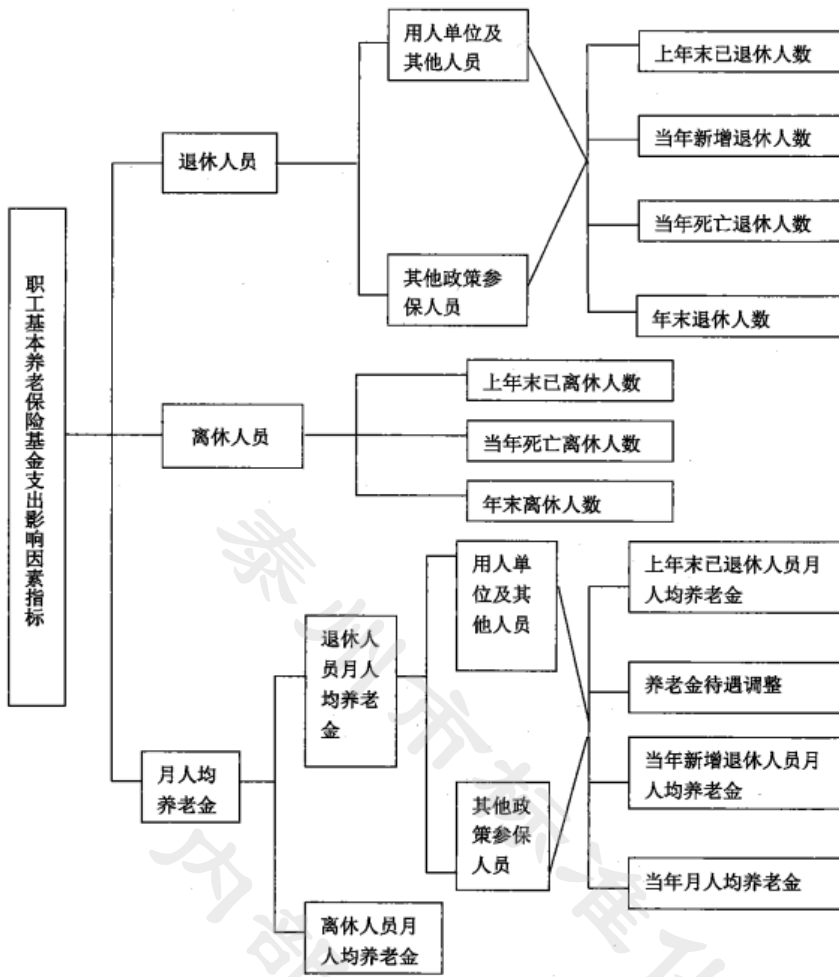 职工基本养老保险基金支出影响因素指标
退休人员
用人单位及
其他人员
其他政策参
保人员
上年末已退休人数
当年新增退休人数
当年死亡退休人数
年末退休人数
离休人员
上年末已离休人数
当年死亡离休人数
年末离休人数
月人均
养老金
退休人
员月人
均养老
金
用人单
位及其
他人员
其他政
策参保
人员
上年末已退休人员月
人均养老金
养老金待遇调整
当年新增退休人员月
人均养老金
当年月人均养老金
离休人员月
人均养老金
泰州市标准化
内部